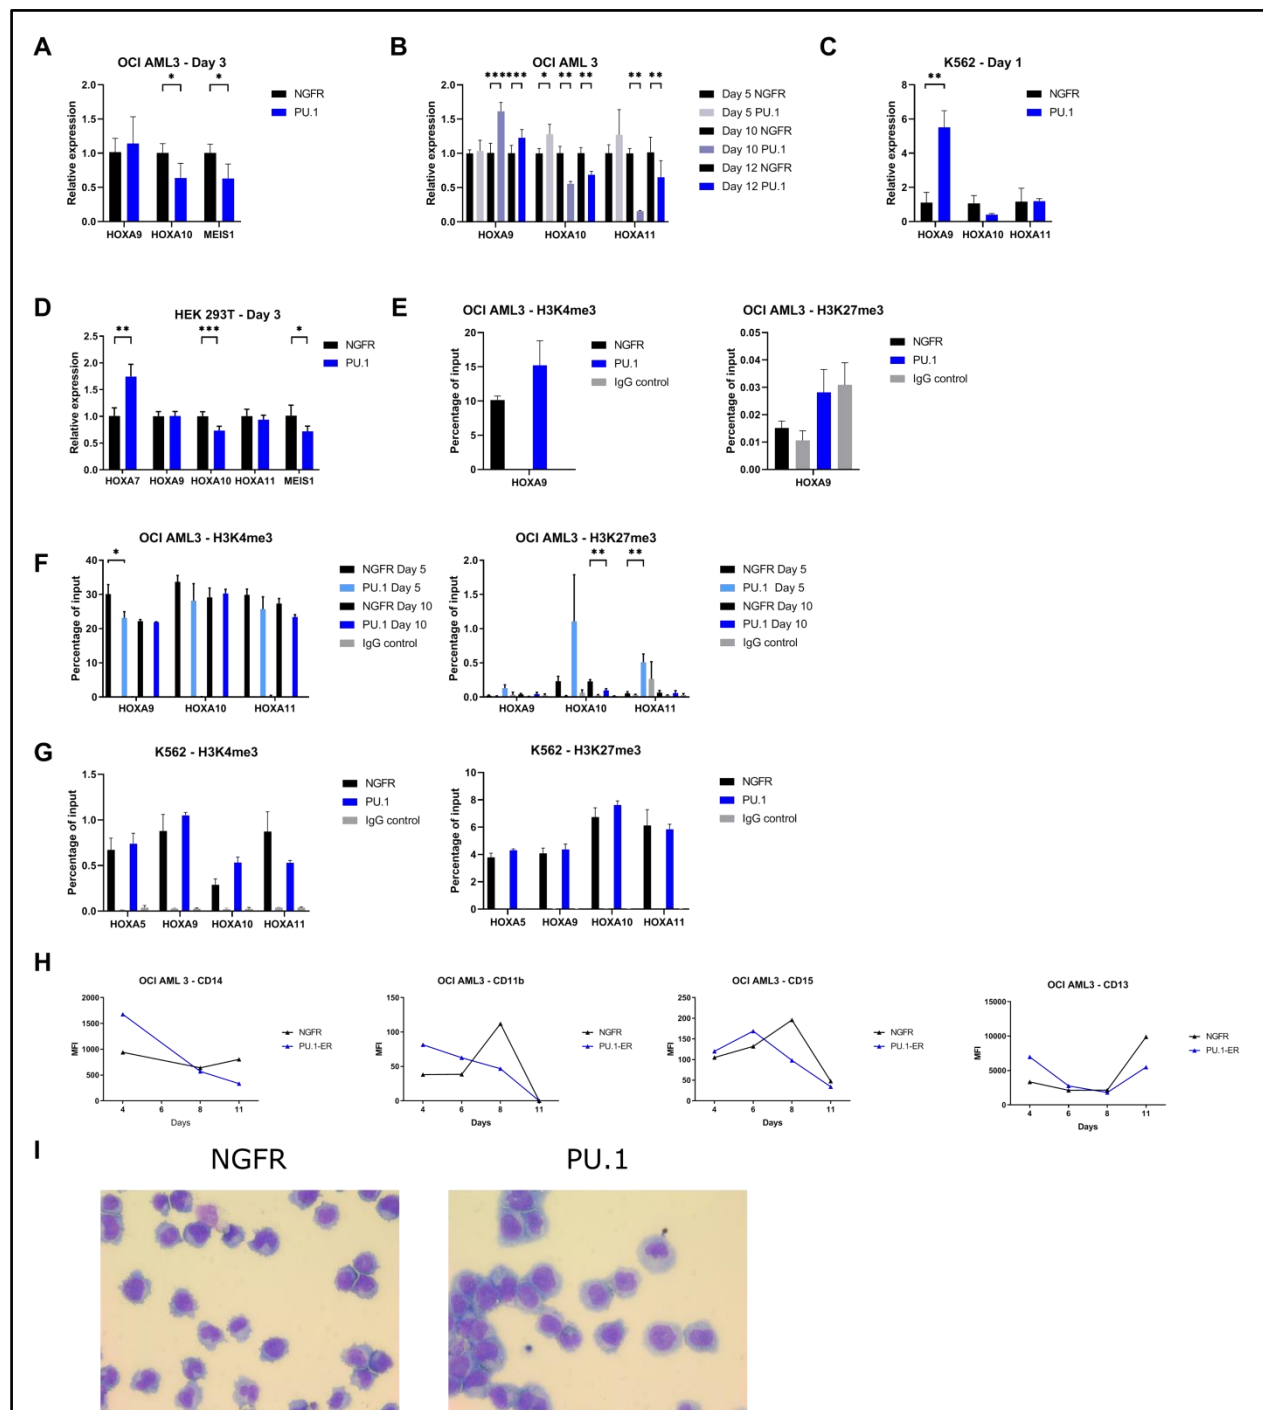 A
OCI AML3 - Day 3
* *
Relative expression
2.0
1.5
1.0
0.5
0.0
HOXA9 HOXA10 MEIS1
NGFR
PU.1
B
OCI AML 3
*** *** * ** ** ** **
Relative expression
2.0
1.5
1.0
0.5
0.0
HOXA9 HOXA10 HOXA11
Day 5 NGFR
Day 5 PU.1
Day 10 NGFR
Day 10 PU.1
Day 12 NGFR
Day 12 PU.1
C
K562 - Day 1
**
Relative expression
8
6
4
2
0
HOXA9 HOXA10 HOXA11
NGFR
PU.1
D
HEK 293T - Day 3
** *** *
Relative expression
2.5
2.0
1.5
1.0
0.5
0.0
HOXA7 HOXA9 HOXA10 HOXA11 MEIS1
NGFR
PU.1
E
OCI AML3 - H3K4me3
Percentage of input
20
15
10
5
0
HOXA9
NGFR
PU.1
IgG control
OCI AML3 - H3K27me3
Percentage of input
0.05
0.04
0.03
0.02
0.01
0.00
HOXA9
NGFR
PU.1
IgG control
F
OCI AML3 - H3K4me3
*
Percentage of input
40
30
20
10
0
HOXA9 HOXA10 HOXA11
NGFR Day 5
PU.1 Day 5
NGFR Day 10
PU.1 Day 10
IgG control
OCI AML3 - H3K27me3
** **
Percentage of input
2.0
1.5
1.0
0.5
0.0
HOXA9 HOXA10 HOXA11
NGFR Day 5
PU.1 Day 5
NGFR Day 10
PU.1 Day 10
IgG control
G
K562 - H3K4me3
Percentage of input
1.5
1.0
0.5
0.0
HOXA5 HOXA9 HOXA10 HOXA11
NGFR
PU.1
IgG control
K562 - H3K27me3
Percentage of input
10
8
6
4
2
0
HOXA5 HOXA9 HOXA10 HOXA11
NGFR
PU.1
IgG control
H
OCI AML 3 - CD14
MFI
2000
1500
1000
500
0
4 6 8 11
Days
NGFR
PU.1-ER
OCI AML3 - CD11b
MFI
150
100
50
0
4 6 8 11
Days
NGFR
PU.1-ER
OCI AML3 - CD15
MFI
250
200
150
100
50
0
4 6 8 11
Days
NGFR
PU.1-ER
OCI AML3 - CD13
MFI
15000
10000
5000
0
4 6 8 11
Days
NGFR
PU.1-ER
I
NGFR PU.1